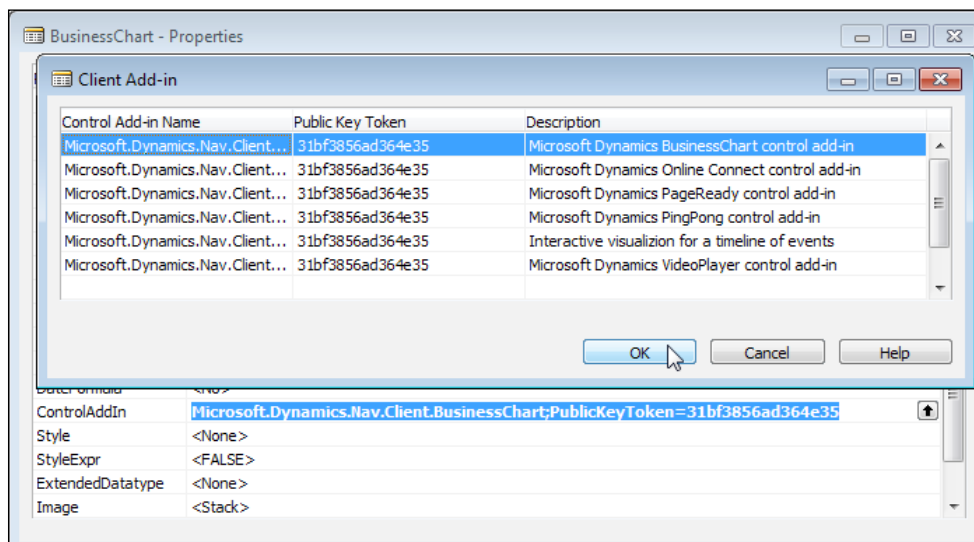 BusinessChart - Properties
Client Add-in
Control Add-in Name Public Key Token Description
Microsoft.Dynamics.Nav.Client... 31bf3856ad364e35 Microsoft Dynamics BusinessChart control add-in
Microsoft.Dynamics.Nav.Client... 31bf3856ad364e35 Microsoft Dynamics Online Connect control add-in
Microsoft.Dynamics.Nav.Client... 31bf3856ad364e35 Microsoft Dynamics PageReady control add-in
Microsoft.Dynamics.Nav.Client... 31bf3856ad364e35 Microsoft Dynamics PingPong control add-in
Microsoft.Dynamics.Nav.Client... 31bf3856ad364e35 Interactive visualizion for a timeline of events
Microsoft.Dynamics.Nav.Client... 31bf3856ad364e35 Microsoft Dynamics VideoPlayer control add-in
OK Cancel Help
DateFormula <No>
ControlAddIn Microsoft.Dynamics.Nav.Client.BusinessChart;PublicKeyToken=31bf3856ad364e35
Style <None>
StyleExpr <FALSE>
ExtendedDatatype <None>
Image <Stack>